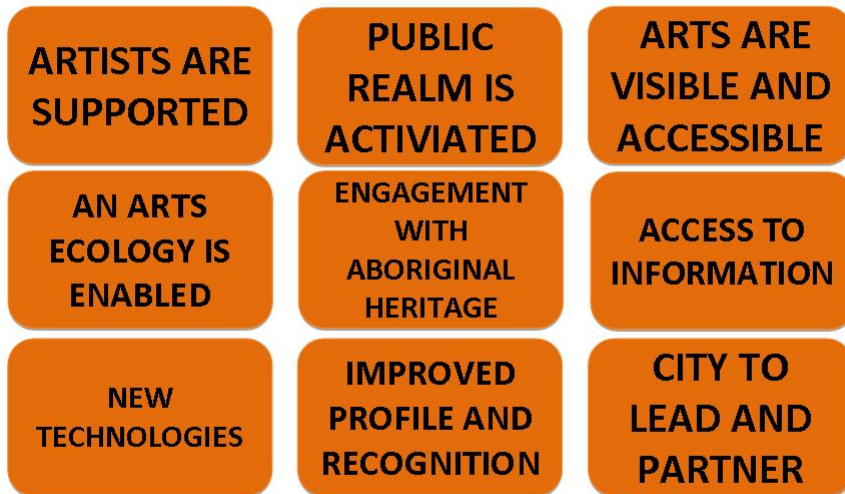 ARTISTS ARE
SUPPORTED
PUBLIC
REALM IS
ACTIVIATED
ARTS ARE
VISIBLE AND
ACCESSIBLE
AN ARTS
ECOLOGY IS
ENABLED
ENGAGEMENT
WITH
ABORIGINAL
HERITAGE
ACCESS TO
INFORMATION
NEW
TECHNOLOGIES
IMPROVED
PROFILE AND
RECOGNITION
CITY TO
LEAD AND
PARTNER